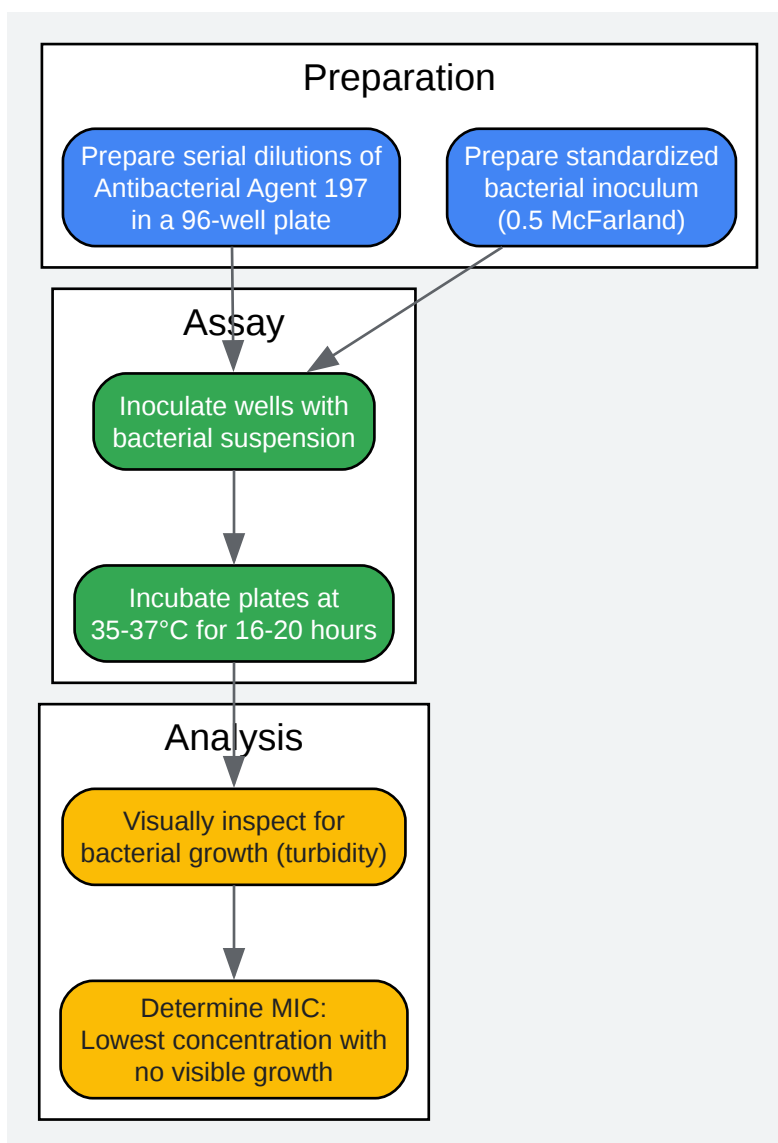 Preparation
Prepare serial dilutions of
Antibacterial Agent 197
in a 96-well plate
Prepare standardized
bacterial inoculum
(0.5 McFarland)
Assay
Inoculate wells with
bacterial suspension
Incubate plates at
35-37°C for 16-20 hours
Analysis
Visually inspect for
bacterial growth (turbidity)
Determine MIC:
Lowest concentration with
no visible growth